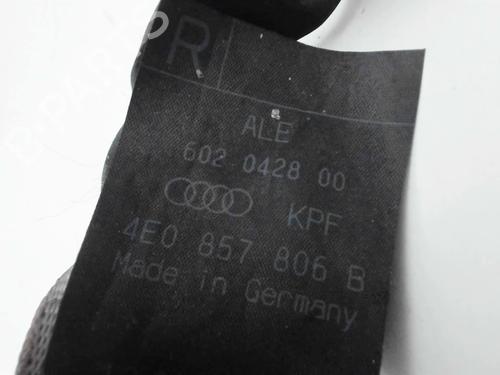 R
ALE
602 0428 00
KPF
4E0 857 806 B
Made in Germany